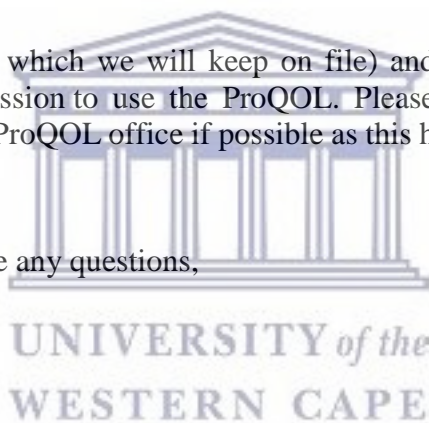 which we will keep on file) and
ssion to use the ProQOL. Please
ProQOL office if possible as this h
e any questions,
UNIVERSITY of the
WESTERN CAPE